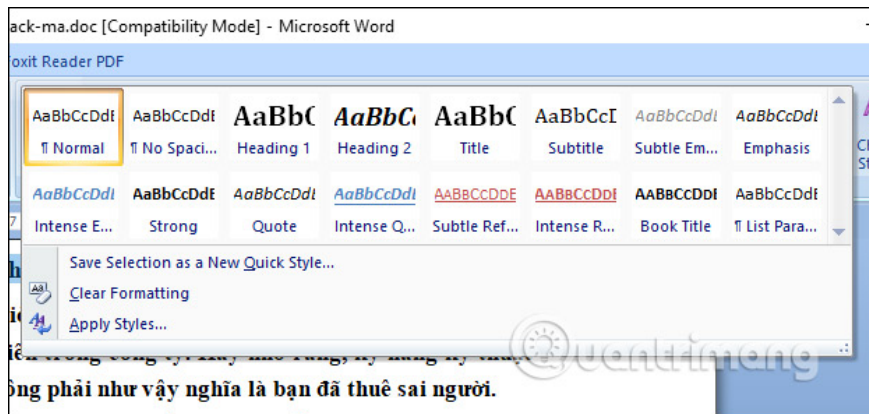 ack-ma.doc [Compatibility Mode] - Microsoft Word
oxit Reader PDF
AaBbCcDdE AaBbCcDdE AaBbC AaBbC AaBbC AaBbCcI AaBbCcDdE AaBbCcDdE
¶ Normal ¶ No Spaci... Heading 1 Heading 2 Title Subtitle Subtle Em... Emphasis
AaBbCcDdE AaBbCcDdE AaBbCcDdE AaBbCcDdE AABBCCDDE AABBCCDDE AABBCCDDE AaBbCcDdE
Intense E... Strong Quote Intense Q... Subtle Ref... Intense R... Book Title ¶ List Para...
7
Save Selection as a New Quick Style...
Clear Formatting
Apply Styles...
Quantrimang
ông phải như vậy nghĩa là bạn đã thuê sai người.